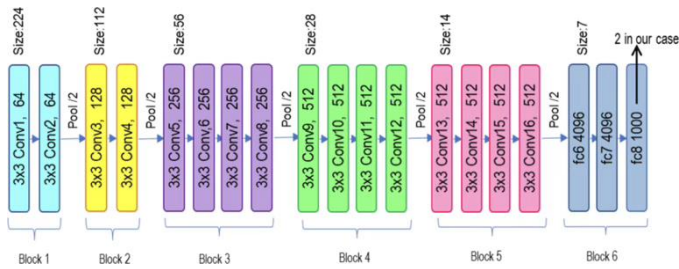 Size:224
Size:112
Size:56
Size:28
Size:14
Size:7
2 in our case
3x3 Conv1, 64
3x3 Conv2, 64
Pool /2
3x3 Conv3, 128
3x3 Conv4, 128
Pool /2
3x3 Conv5, 256
3x3 Conv,6 256
3x3 Conv7, 256
3x3 Conv8, 256
Pool /2
3x3 Conv9, 512
3x3 Conv10, 512
3x3 Conv11, 512
3x3 Conv12, 512
Pool /2
3x3 Conv13, 512
3x3 Conv14, 512
3x3 Conv15, 512
3x3 Conv16, 512
Pool /2
fc6 4096
fc7 4096
fc8 1000
Block 1
Block 2
Block 3
Block 4
Block 5
Block 6